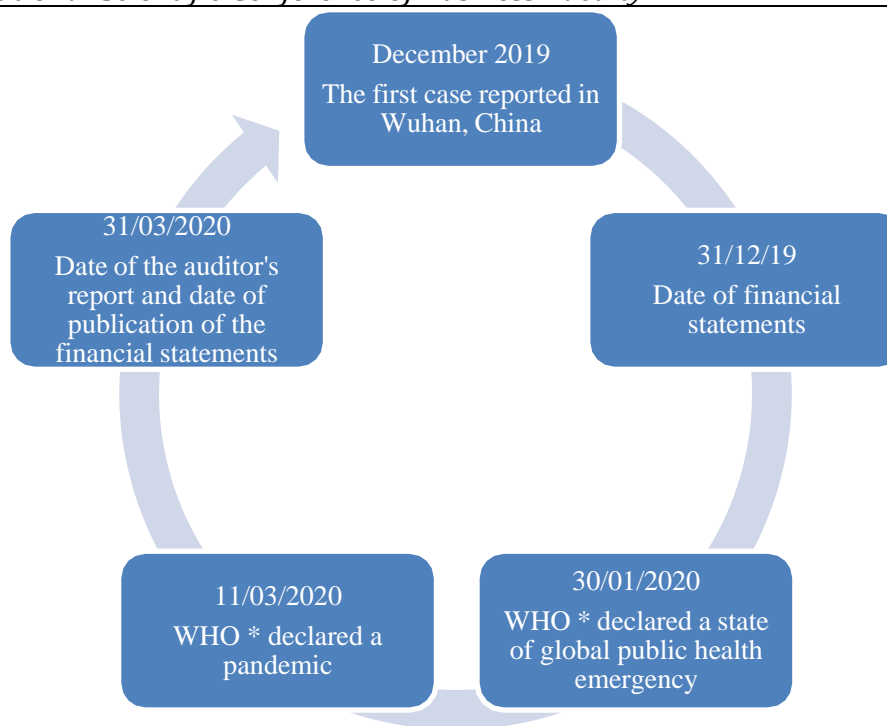 December 2019
The first case reported in
Wuhan, China
31/12/19
Date of financial
statements
30/01/2020
WHO * declared a state
of global public health
emergency
11/03/2020
WHO * declared a
pandemic
31/03/2020
Date of the auditor's
report and date of
publication of the
financial statements